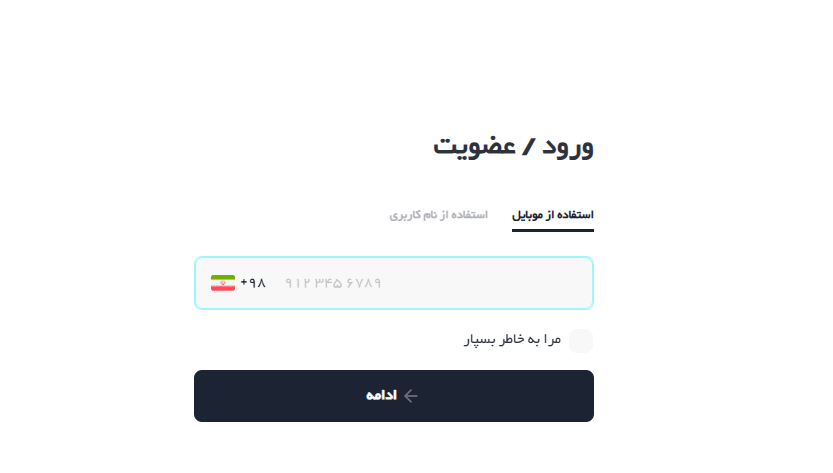 ورود / عضویت
استفاده از موبایل استفاده از نام کاربری
+۹۸ ۹۱۲ ۳۴۵ ۶۷۸۹
مرا به خاطر بسپار
ادامه